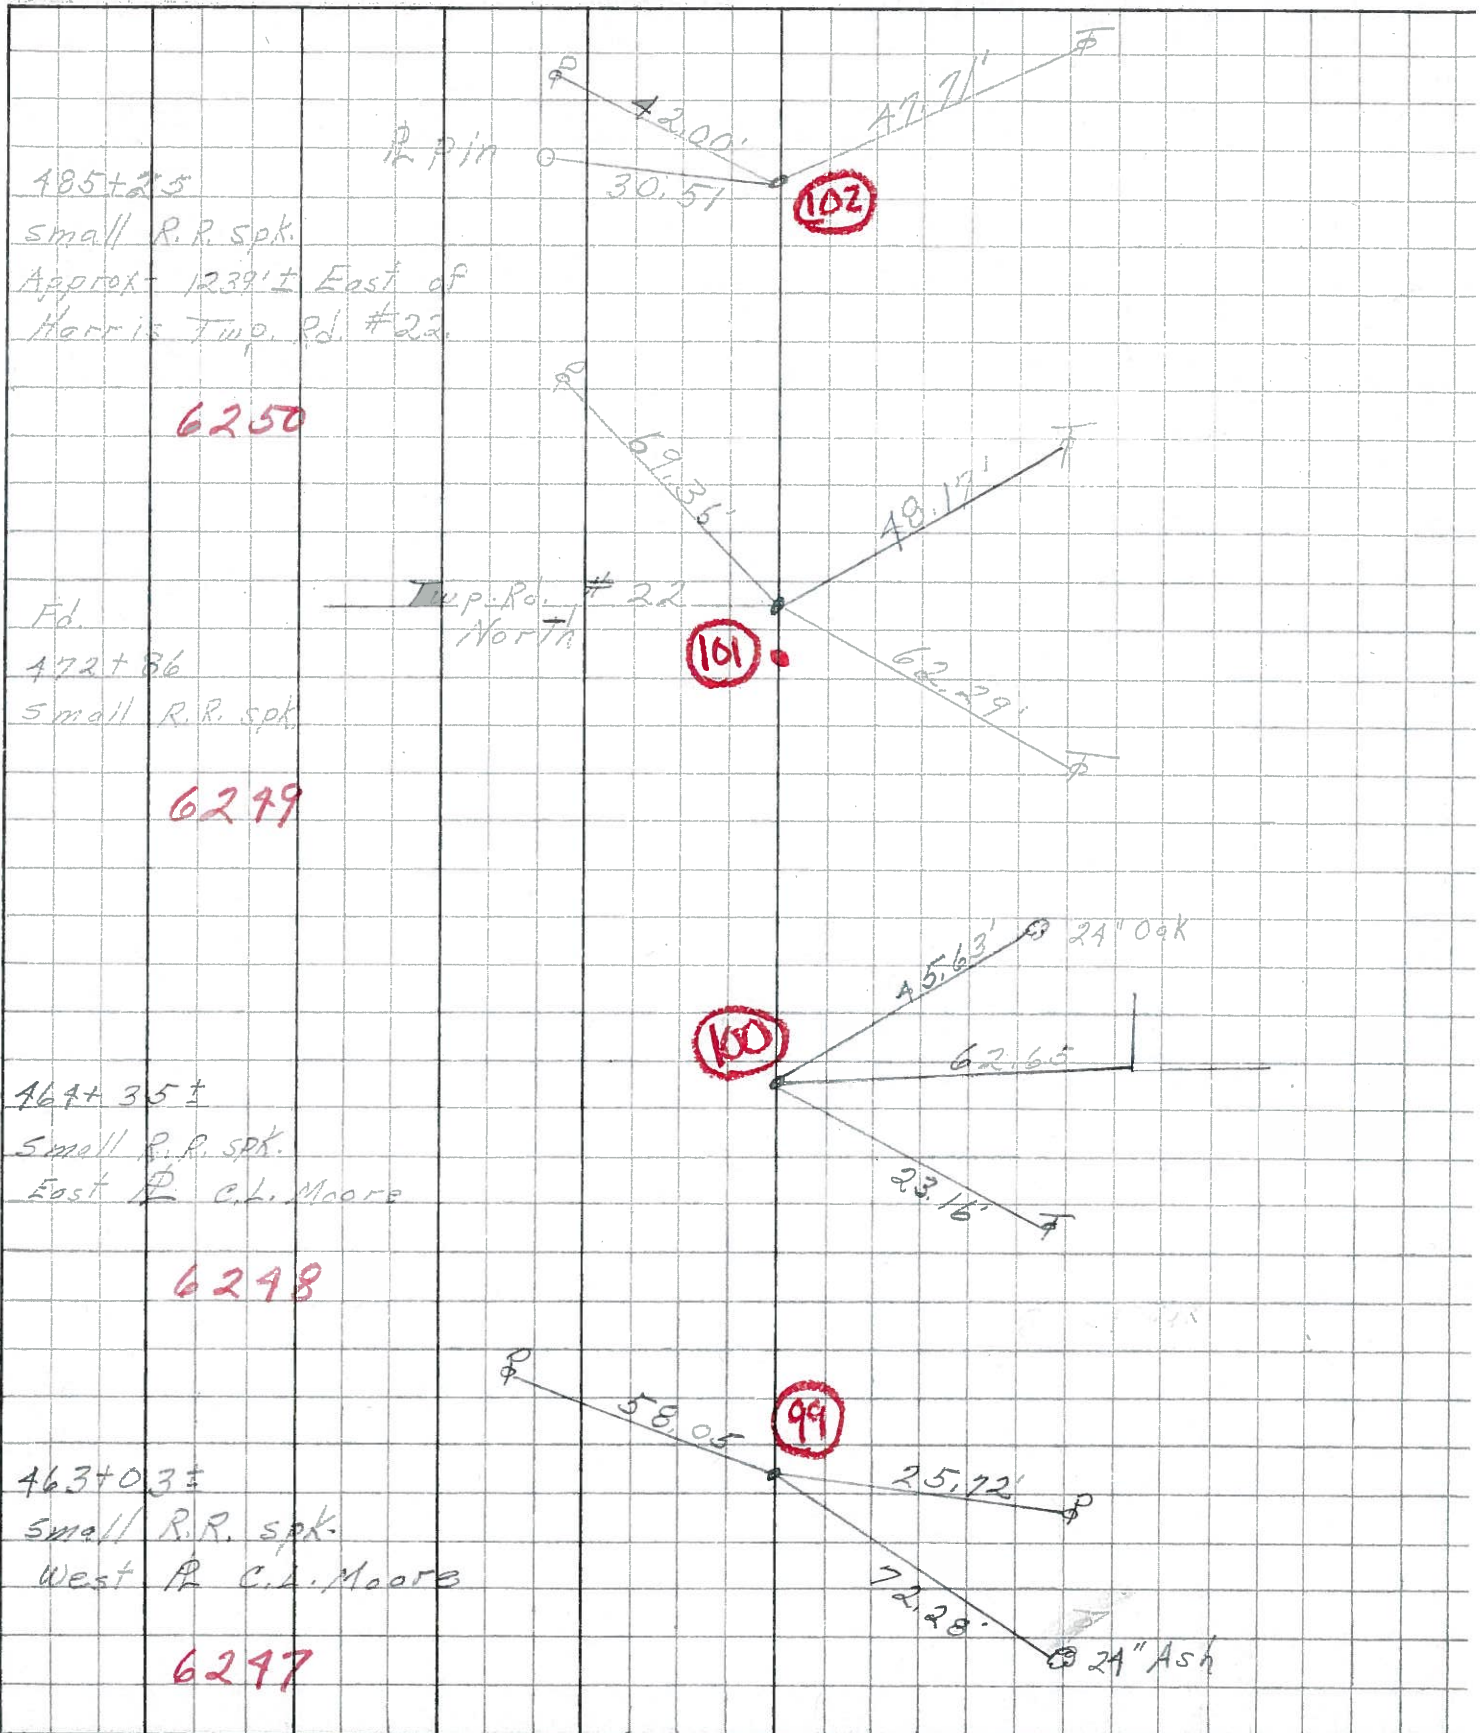 42.00'
47.71'
PL pin
30.51
102
485+25
small R.R. spk.
Approx- 1239'± East of
Harris Twp. Rd. #22.
6250
69.35'
48.17'
Twp. Rd. # 22
North
101
62.29'
Fd.
472+86
small R.R. spk.
6249
45.63'
24" Oak
100
62.65
464+35±
Small R.R. spk.
East PL C.L. Moore
23.16'
6248
58.05
99
25.72'
463+03±
small R.R. spk.
West PL C.L. Moore
72.28'
24" Ash
6247